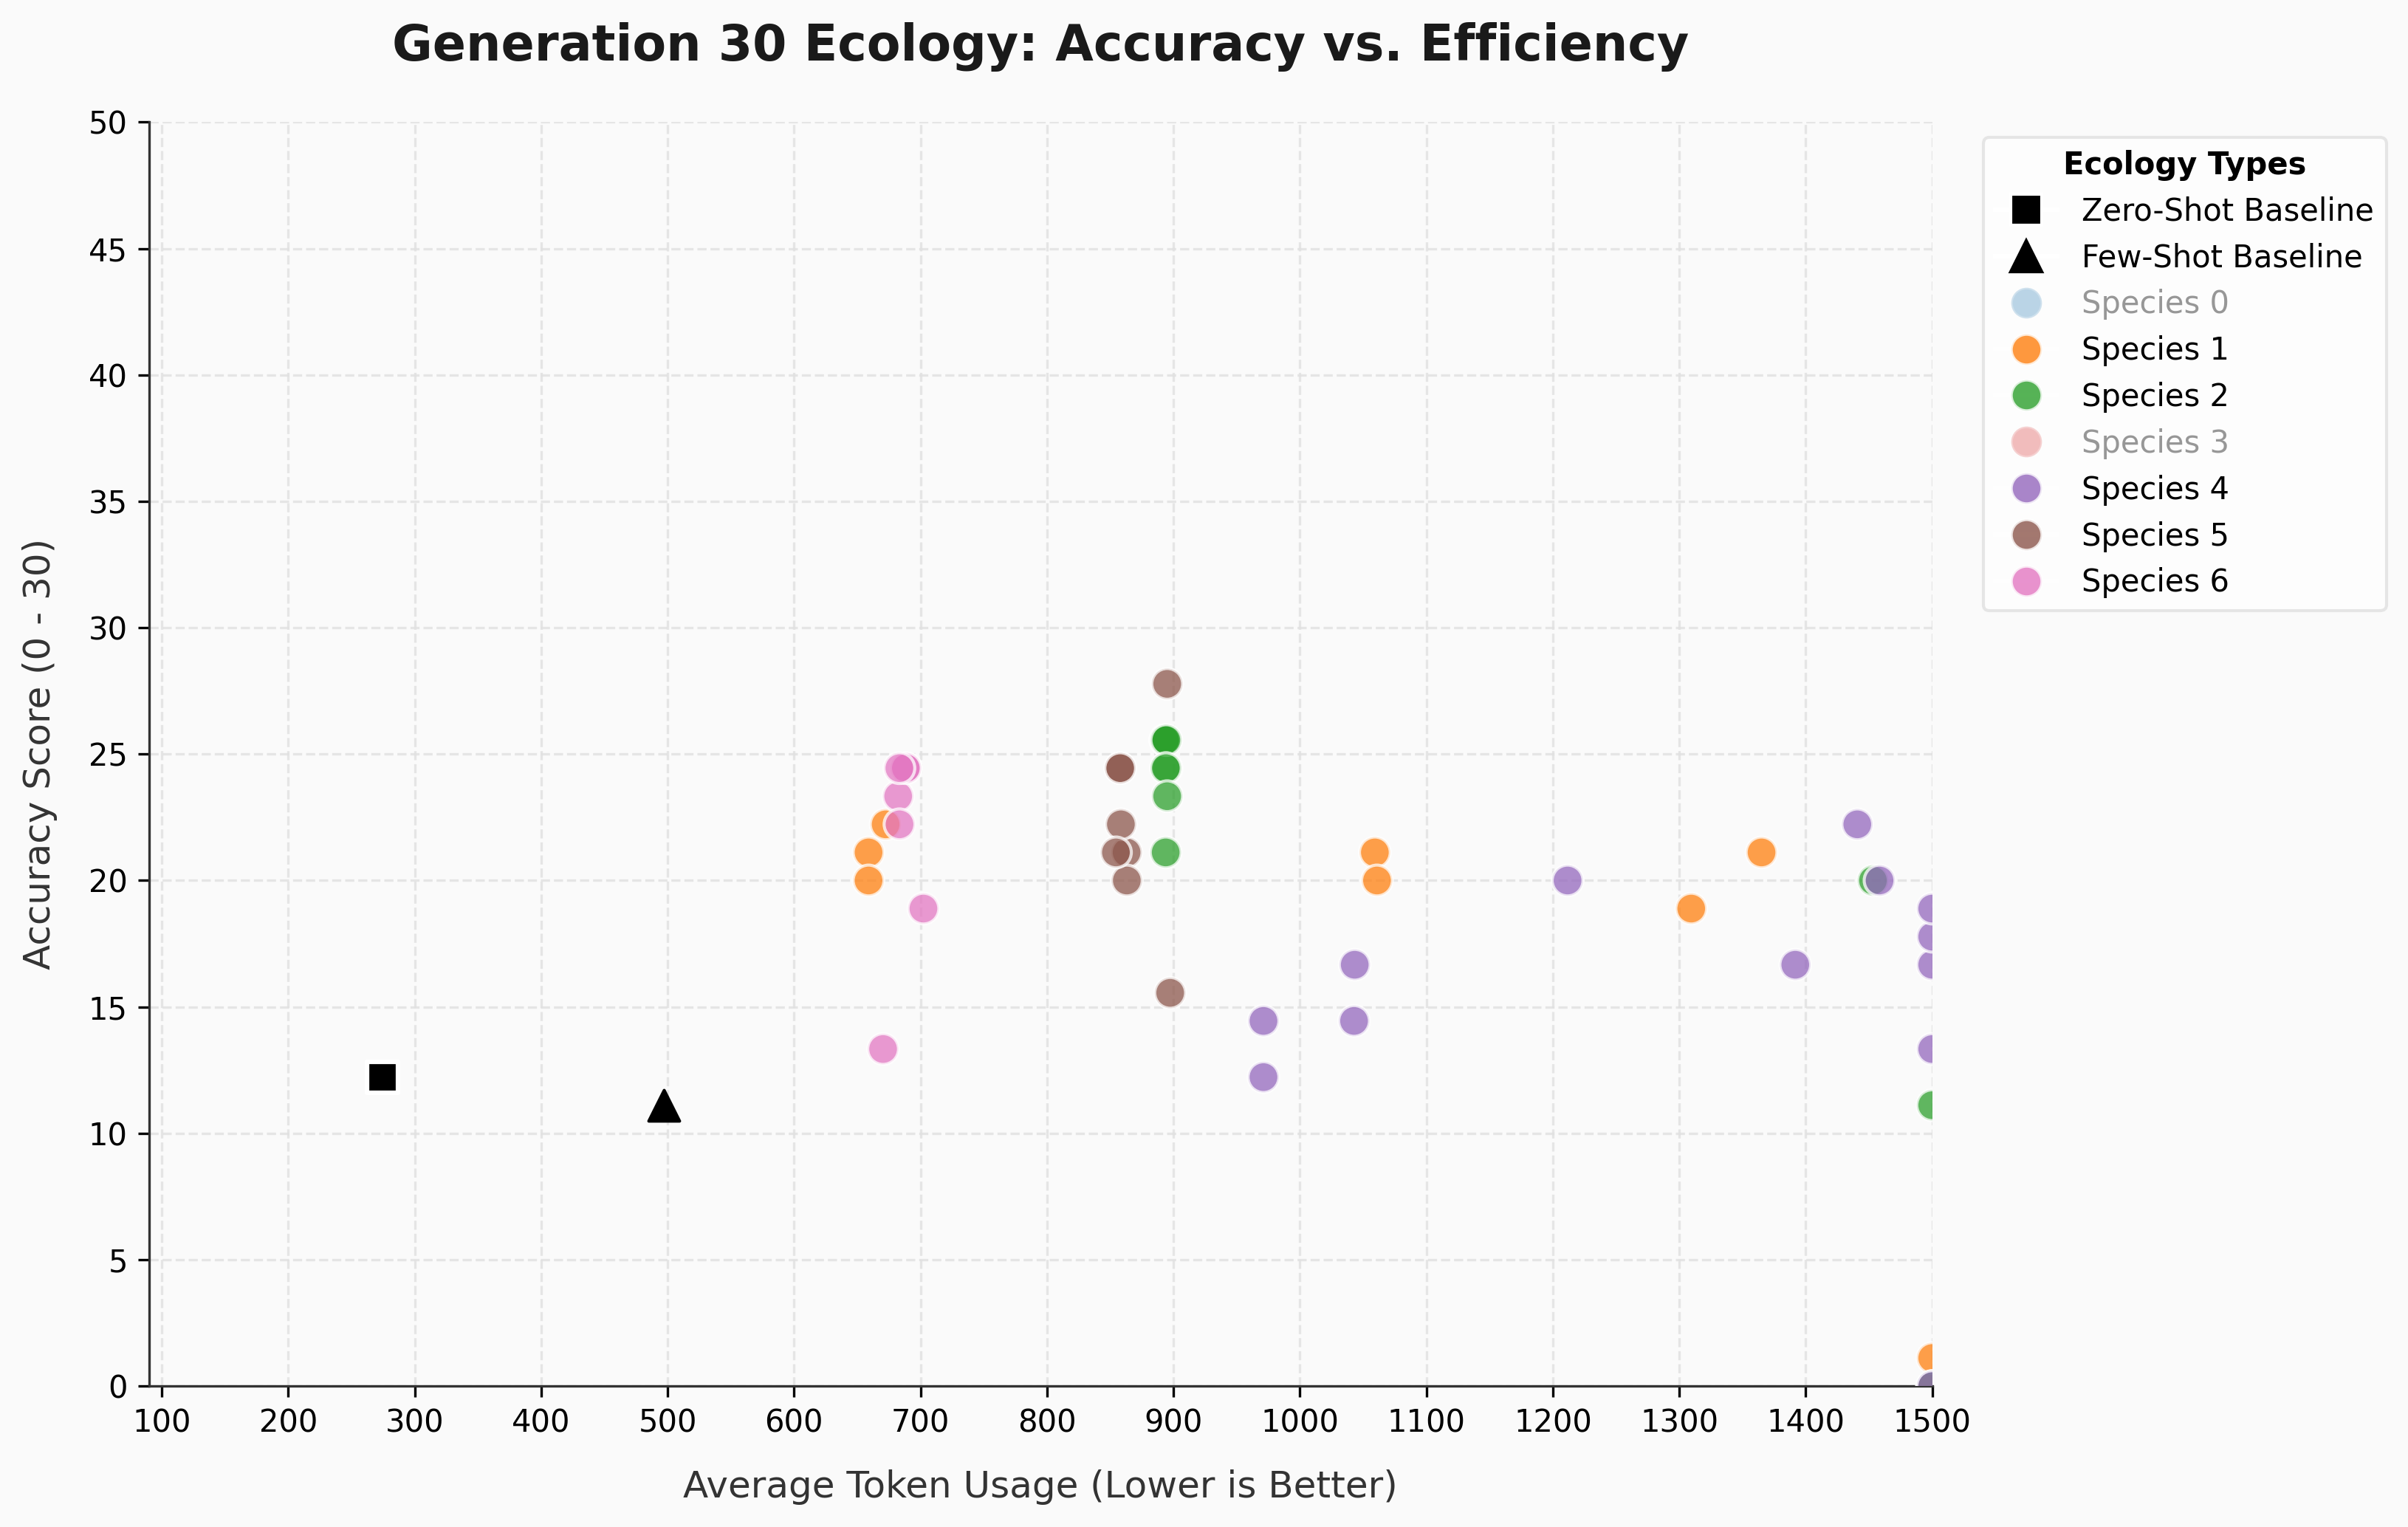 Generation 30 Ecology: Accuracy vs. Efficiency
Accuracy Score (0 - 30)
50
45
40
35
30
25
20
15
10
5
0
100 200 300 400 500 600 700 800 900 1000 1100 1200 1300 1400 1500
Average Token Usage (Lower is Better)
Ecology Types
Zero-Shot Baseline
Few-Shot Baseline
Species 0
Species 1
Species 2
Species 3
Species 4
Species 5
Species 6